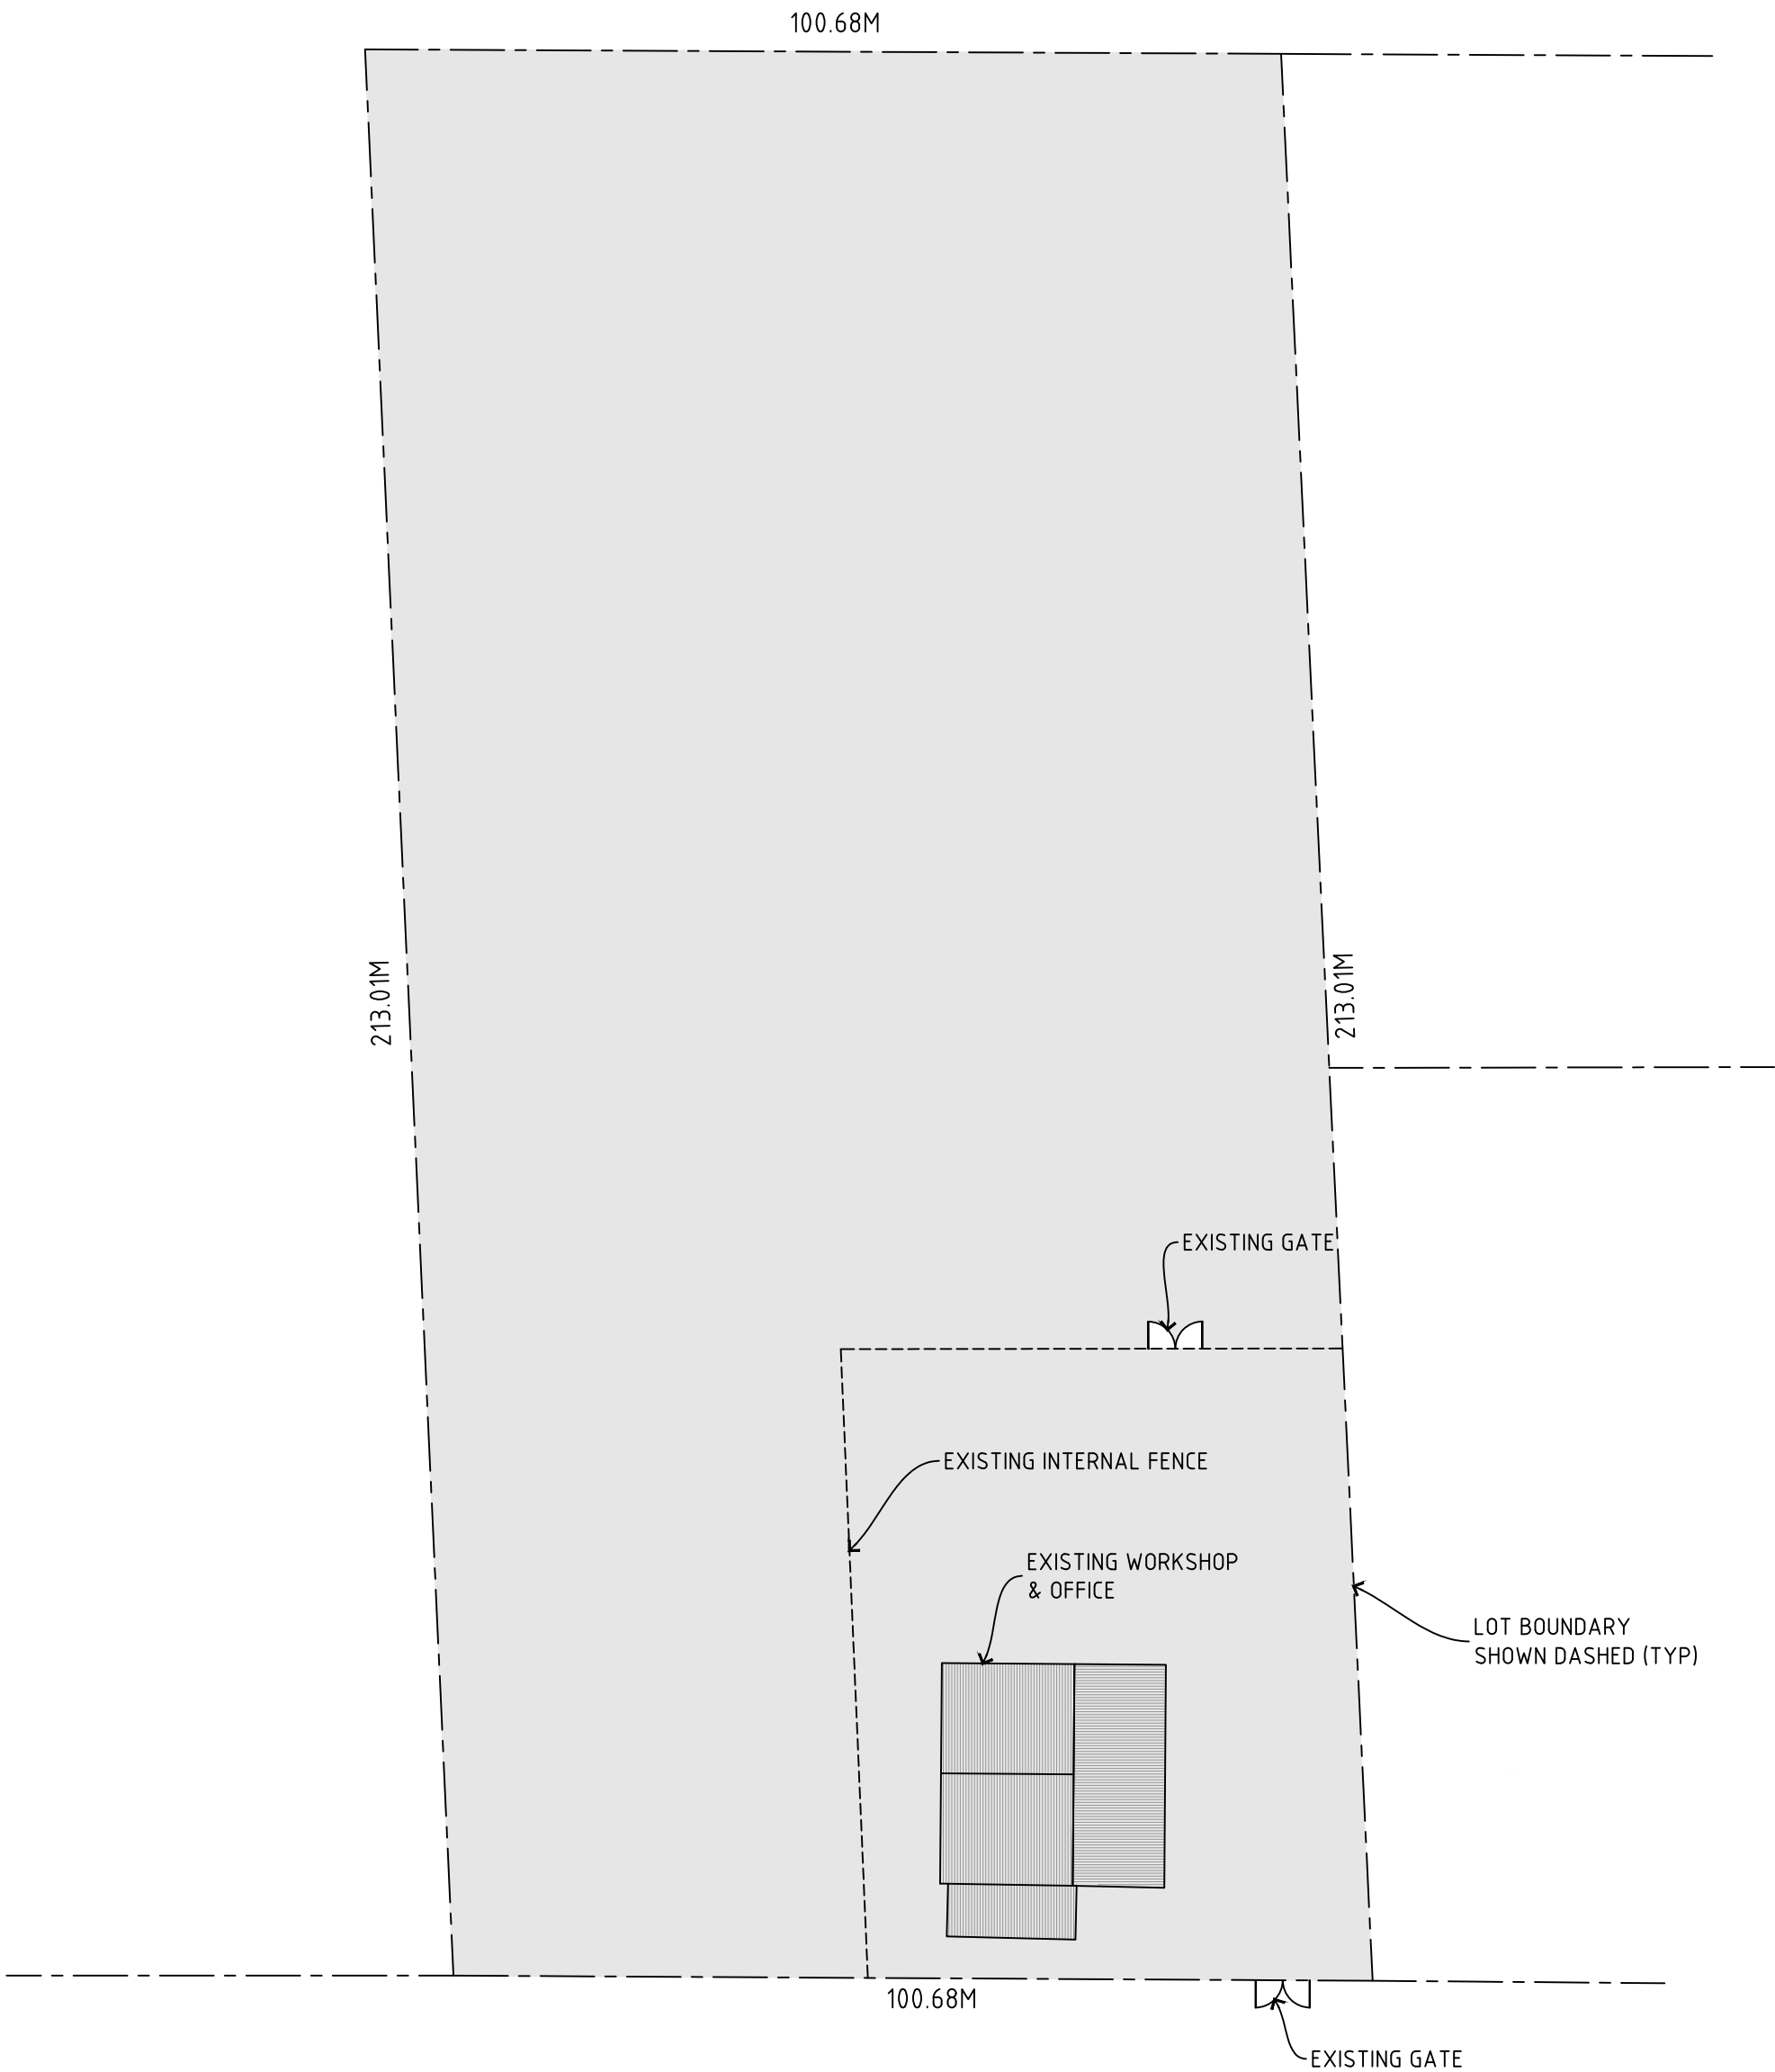 100.68M
213.01M
213.01M
EXISTING GATE
EXISTING INTERNAL FENCE
EXISTING WORKSHOP
& OFFICE
LOT BOUNDARY
SHOWN DASHED (TYP)
100.68M
EXISTING GATE